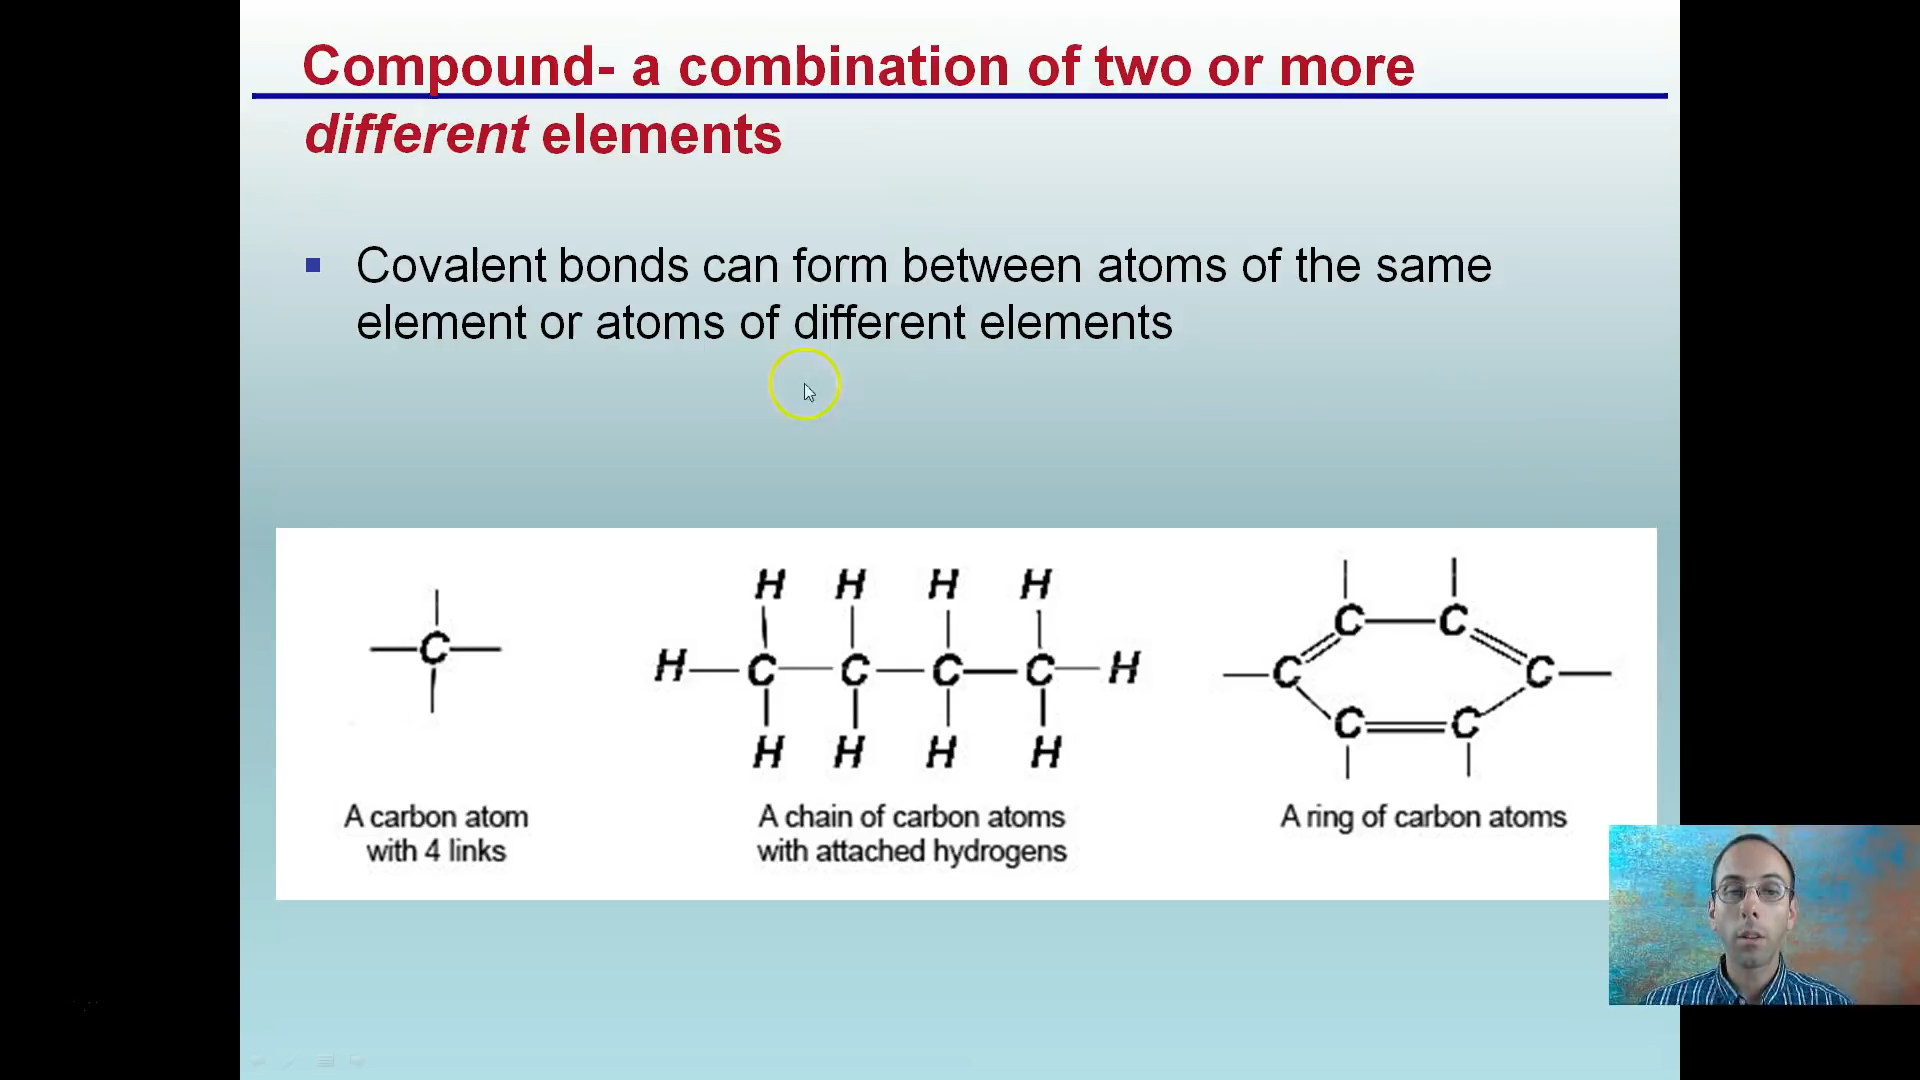 Compound- a combination of two or more
different elements
Covalent bonds can form between atoms of the same
element or atoms of different elements
H H H H
H C C C C H
H H H H
C
C C
C C
C C
A carbon atom
with 4 links
A chain of carbon atoms
with attached hydrogens
A ring of carbon atoms